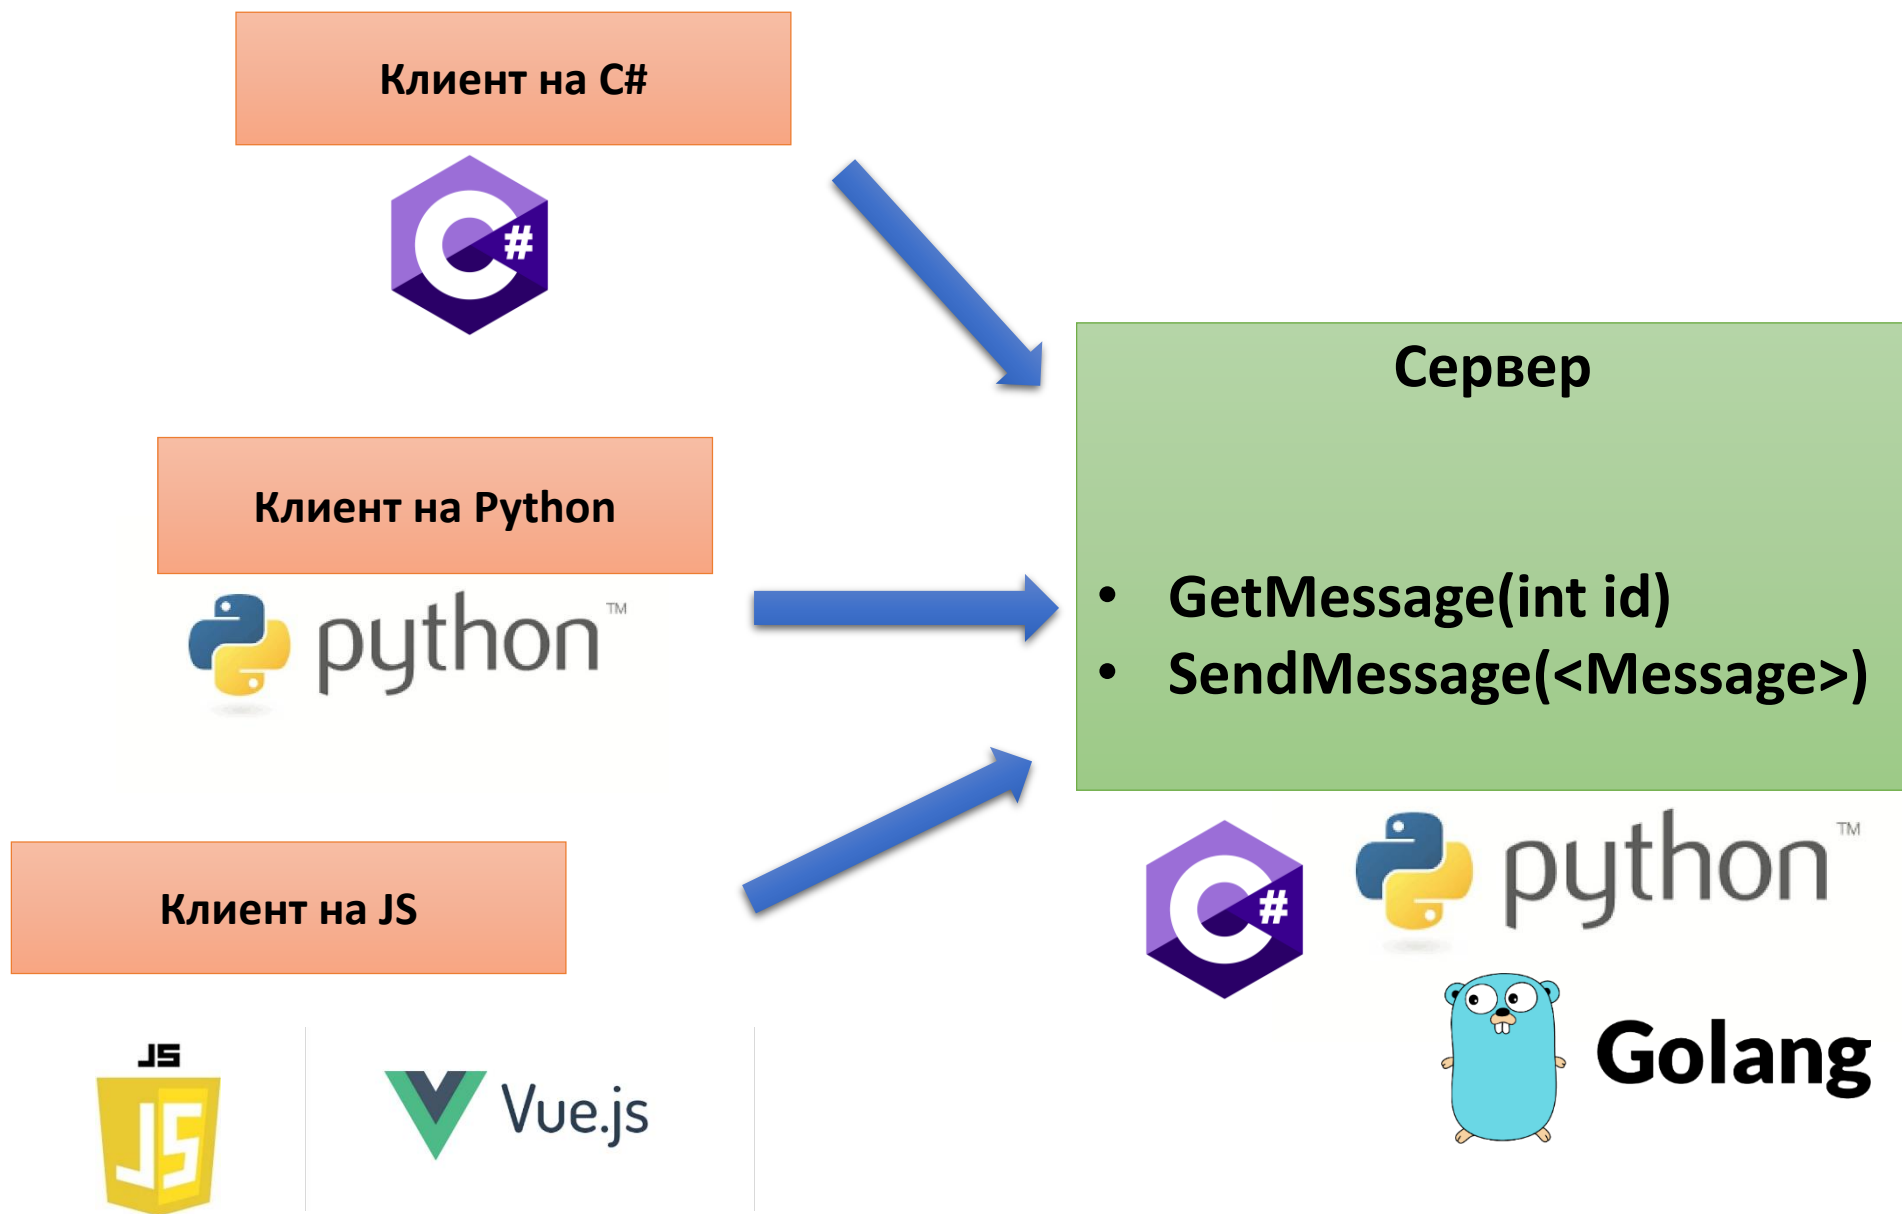 Клиент на C#
C#
Клиент на Python
python™
Клиент на JS
JS
JS
Vue.js
Сервер
• GetMessage(int id)
• SendMessage(<Message>)
C#
python™
Golang